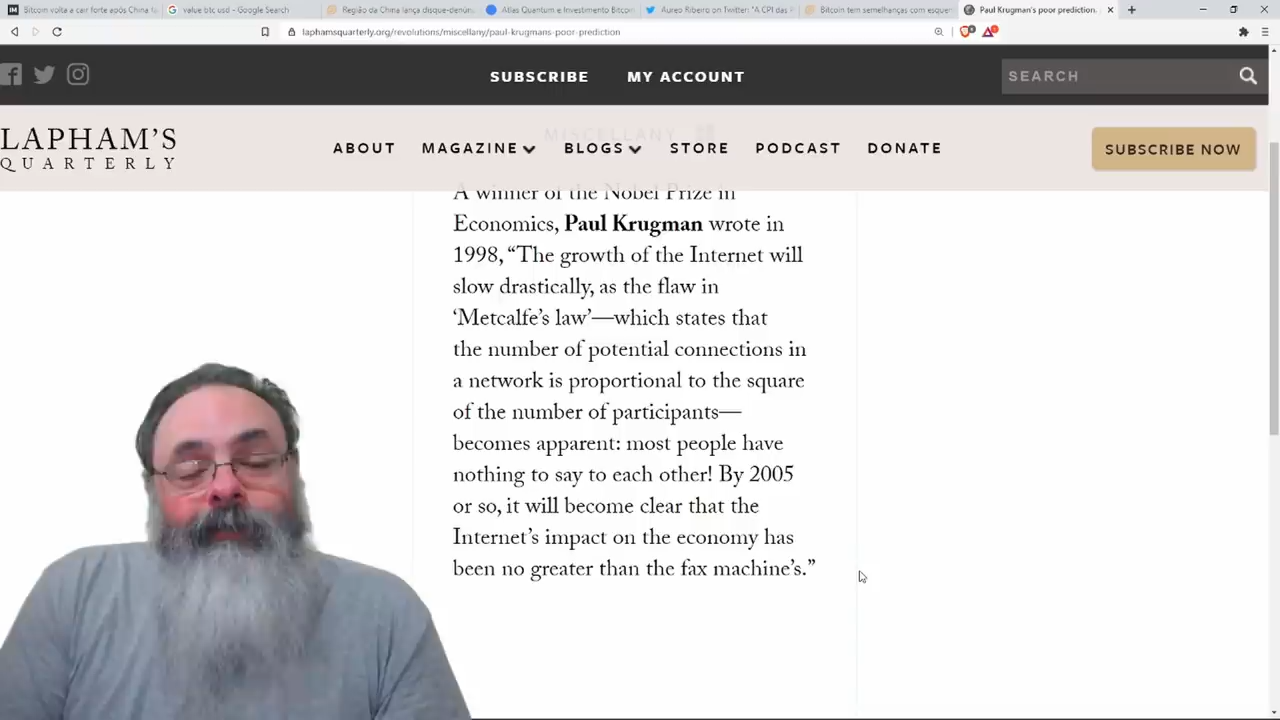 Bitcoin volta a cair forte após China fa
value btc usd - Google Search
Região da China lança disque-denún
Atlas Quantum e Investimento Bitcoin
Aureo Ribeiro on Twitter: "A CPI das
Bitcoin tem semelhanças com esquem
Paul Krugman's poor prediction.
laphamsquarterly.org/revolutions/miscellany/paul-krugmans-poor-prediction
SUBSCRIBE
MY ACCOUNT
SEARCH
LAPHAM'S
QUARTERLY
MISCELLANY
ABOUT
MAGAZINE
BLOGS
STORE
PODCAST
DONATE
SUBSCRIBE NOW
A winner of the Nobel Prize in
Economics, Paul Krugman wrote in
1998, “The growth of the Internet will
slow drastically, as the flaw in
‘Metcalfe’s law’—which states that
the number of potential connections in
a network is proportional to the square
of the number of participants—
becomes apparent: most people have
nothing to say to each other! By 2005
or so, it will become clear that the
Internet’s impact on the economy has
been no greater than the fax machine’s.”